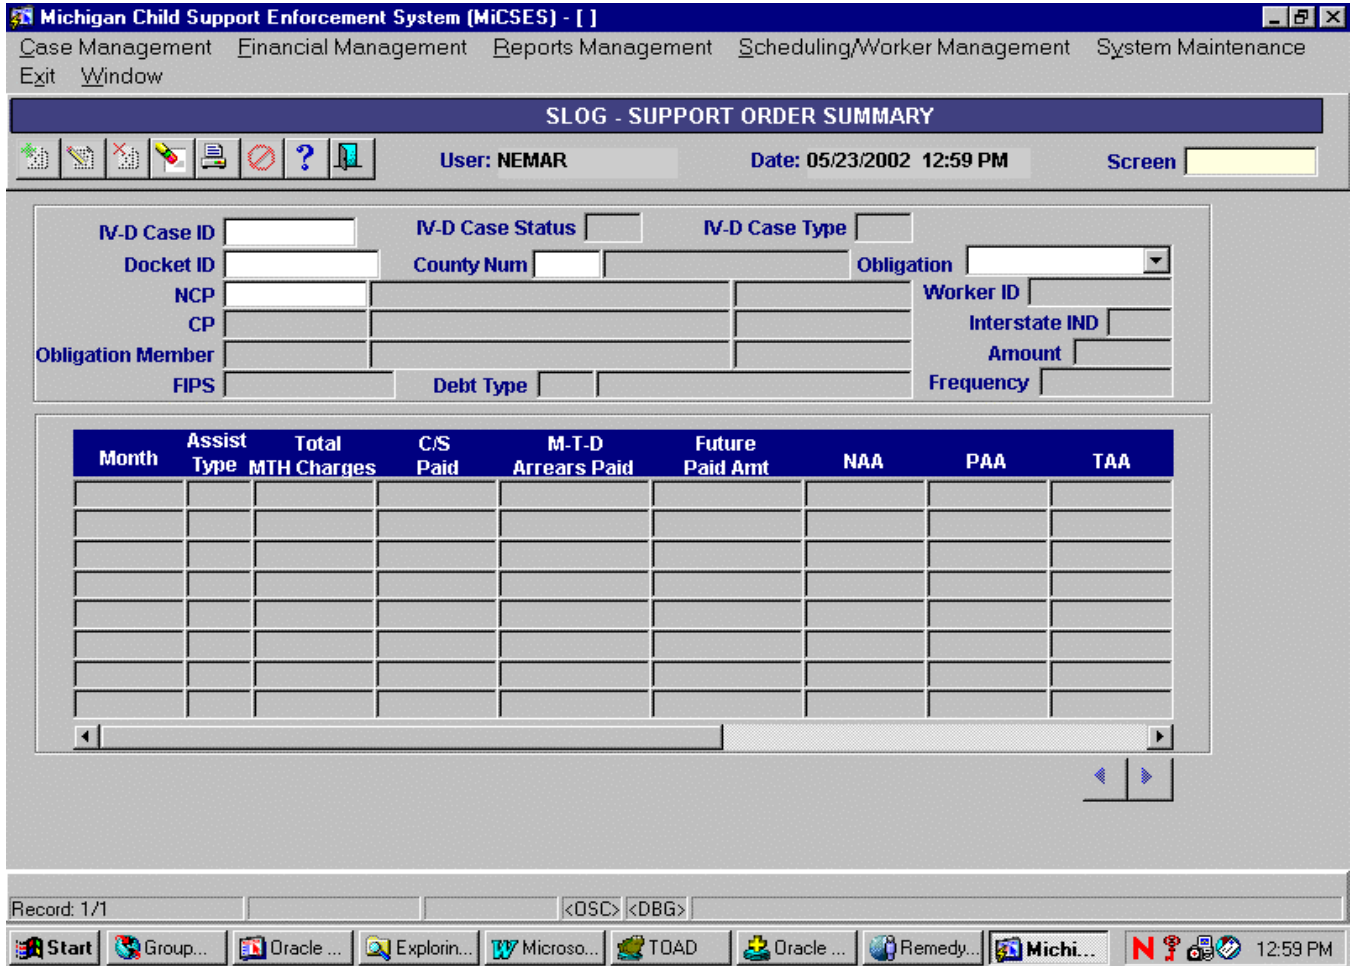 Michigan Child Support Enforcement System (MiCSES) - [ ]
Case Management Financial Management Reports Management Scheduling/Worker Management System Maintenance
Exit Window
SLOG - SUPPORT ORDER SUMMARY
User: NEMAR Date: 05/23/2002 12:59 PM Screen
IV-D Case ID IV-D Case Status IV-D Case Type
Docket ID County Num Obligation
NCP Worker ID
CP Interstate IND
Obligation Member Amount
FIPS Debt Type Frequency
Month Assist Type Total MTH Charges C/S Paid M-T-D Arrears Paid Future Paid Amt NAA PAA TAA
Record: 1/1 <OSC> <DBG>
Start Group... Oracle ... Explorin... Microso... TOAD Oracle ... Remedy... Michi... 12:59 PM